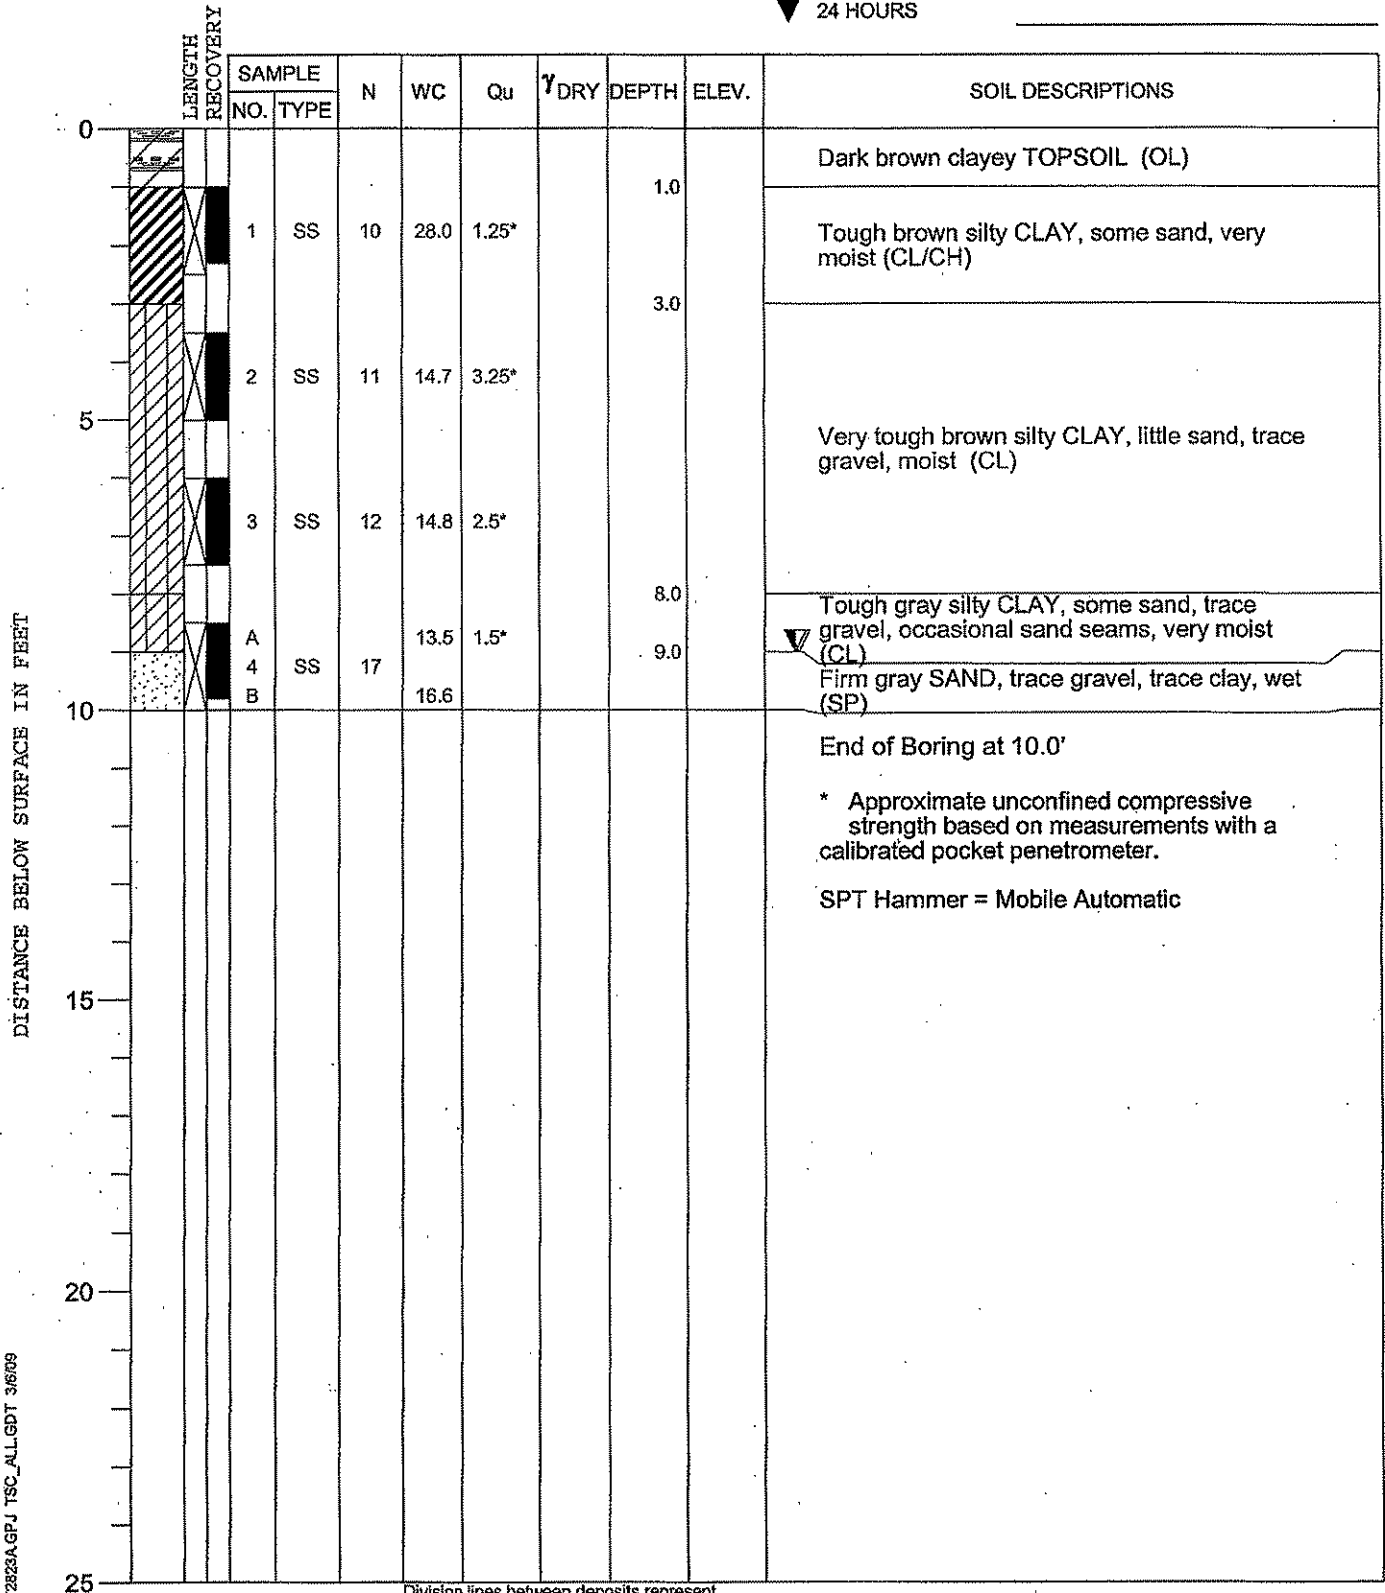 24 HOURS
LENGTH
RECOVERY
SAMPLE
NO. TYPE N WC Qu γDRY DEPTH ELEV. SOIL DESCRIPTIONS
0
Dark brown clayey TOPSOIL (OL)
1.0
1 SS 10 28.0 1.25*
Tough brown silty CLAY, some sand, very
moist (CL/CH)
3.0
2 SS 11 14.7 3.25*
5
Very tough brown silty CLAY, little sand, trace
gravel, moist (CL)
3 SS 12 14.8 2.5*
8.0
Tough gray silty CLAY, some sand, trace
gravel, occasional sand seams, very moist
(CL)
A 13.5 1.5*
9.0
4 SS 17
Firm gray SAND, trace gravel, trace clay, wet
(SP)
B 16.6
10
End of Boring at 10.0'
* Approximate unconfined compressive
strength based on measurements with a
calibrated pocket penetrometer.
SPT Hammer = Mobile Automatic
15
20
25
DISTANCE BELOW SURFACE IN FEET
2823A.GPJ TSC_ALL.GDT 3/6/09
Division lines between deposits represent